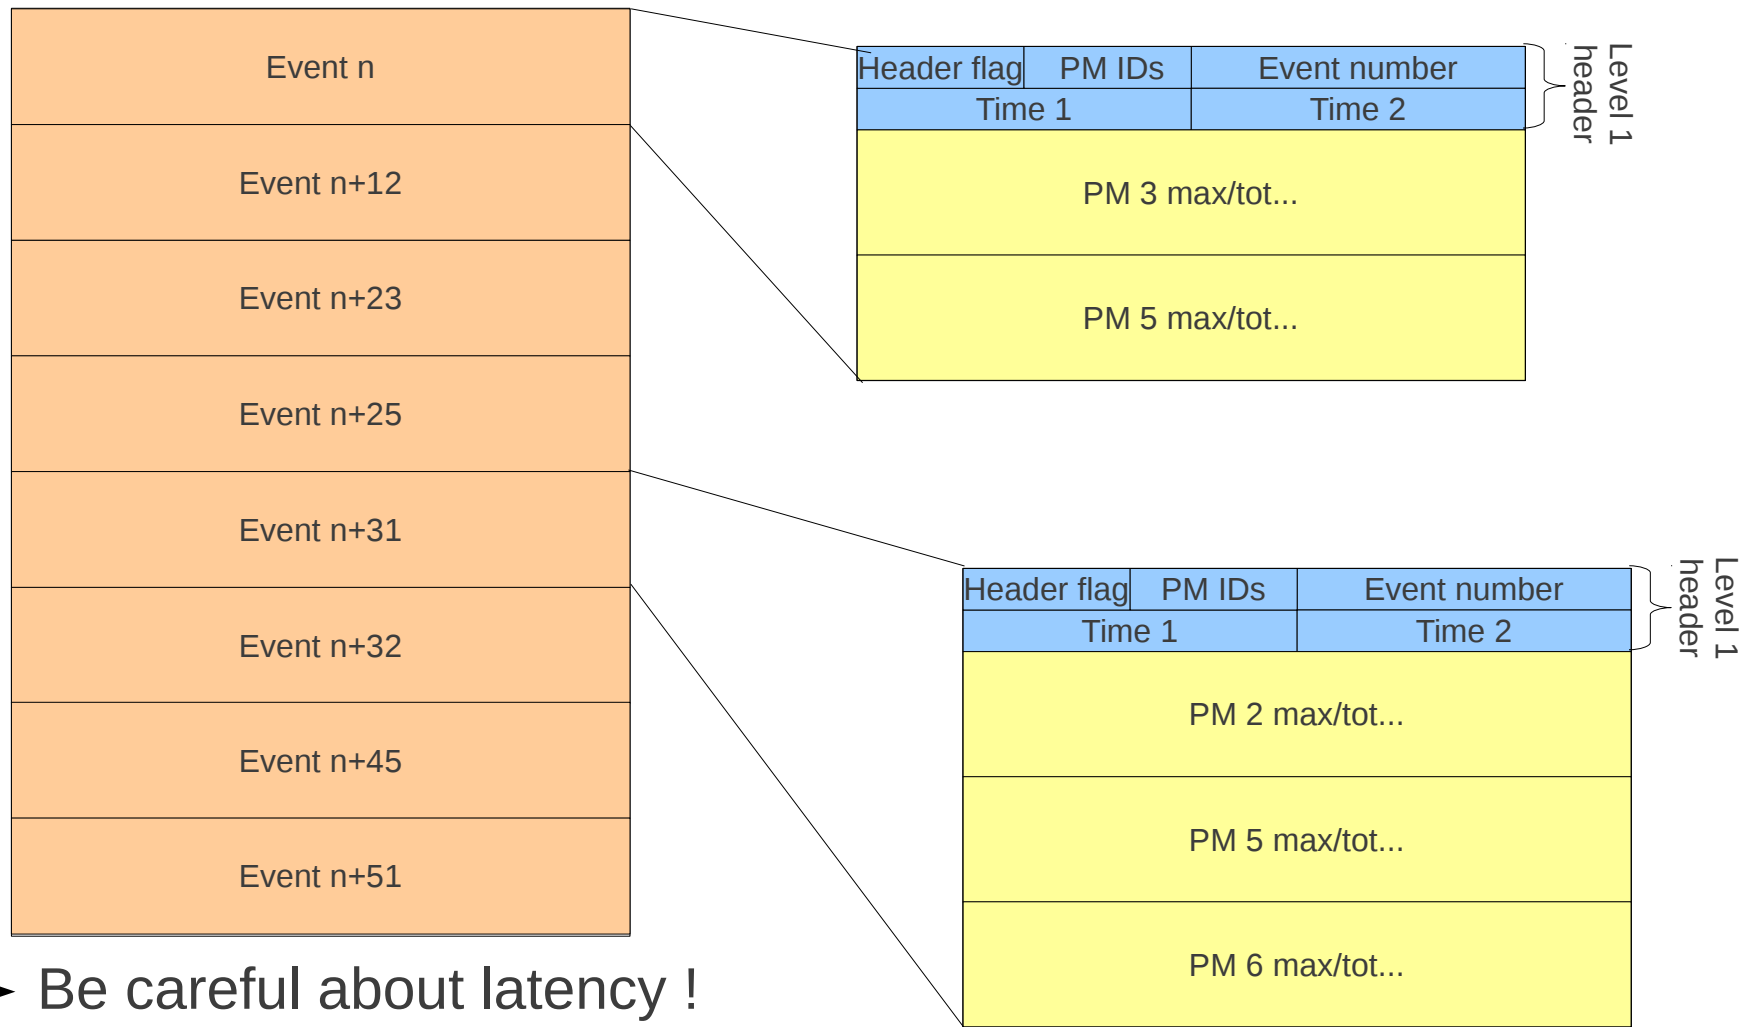 Event n
Event n+12
Event n+23
Event n+25
Event n+31
Event n+32
Event n+45
Event n+51
Header flag PM IDs Event number
Time 1 Time 2
PM 3 max/tot...
PM 5 max/tot...
Level 1
header
Header flag PM IDs Event number
Time 1 Time 2
PM 2 max/tot...
PM 5 max/tot...
PM 6 max/tot...
Level 1
header
Be careful about latency !